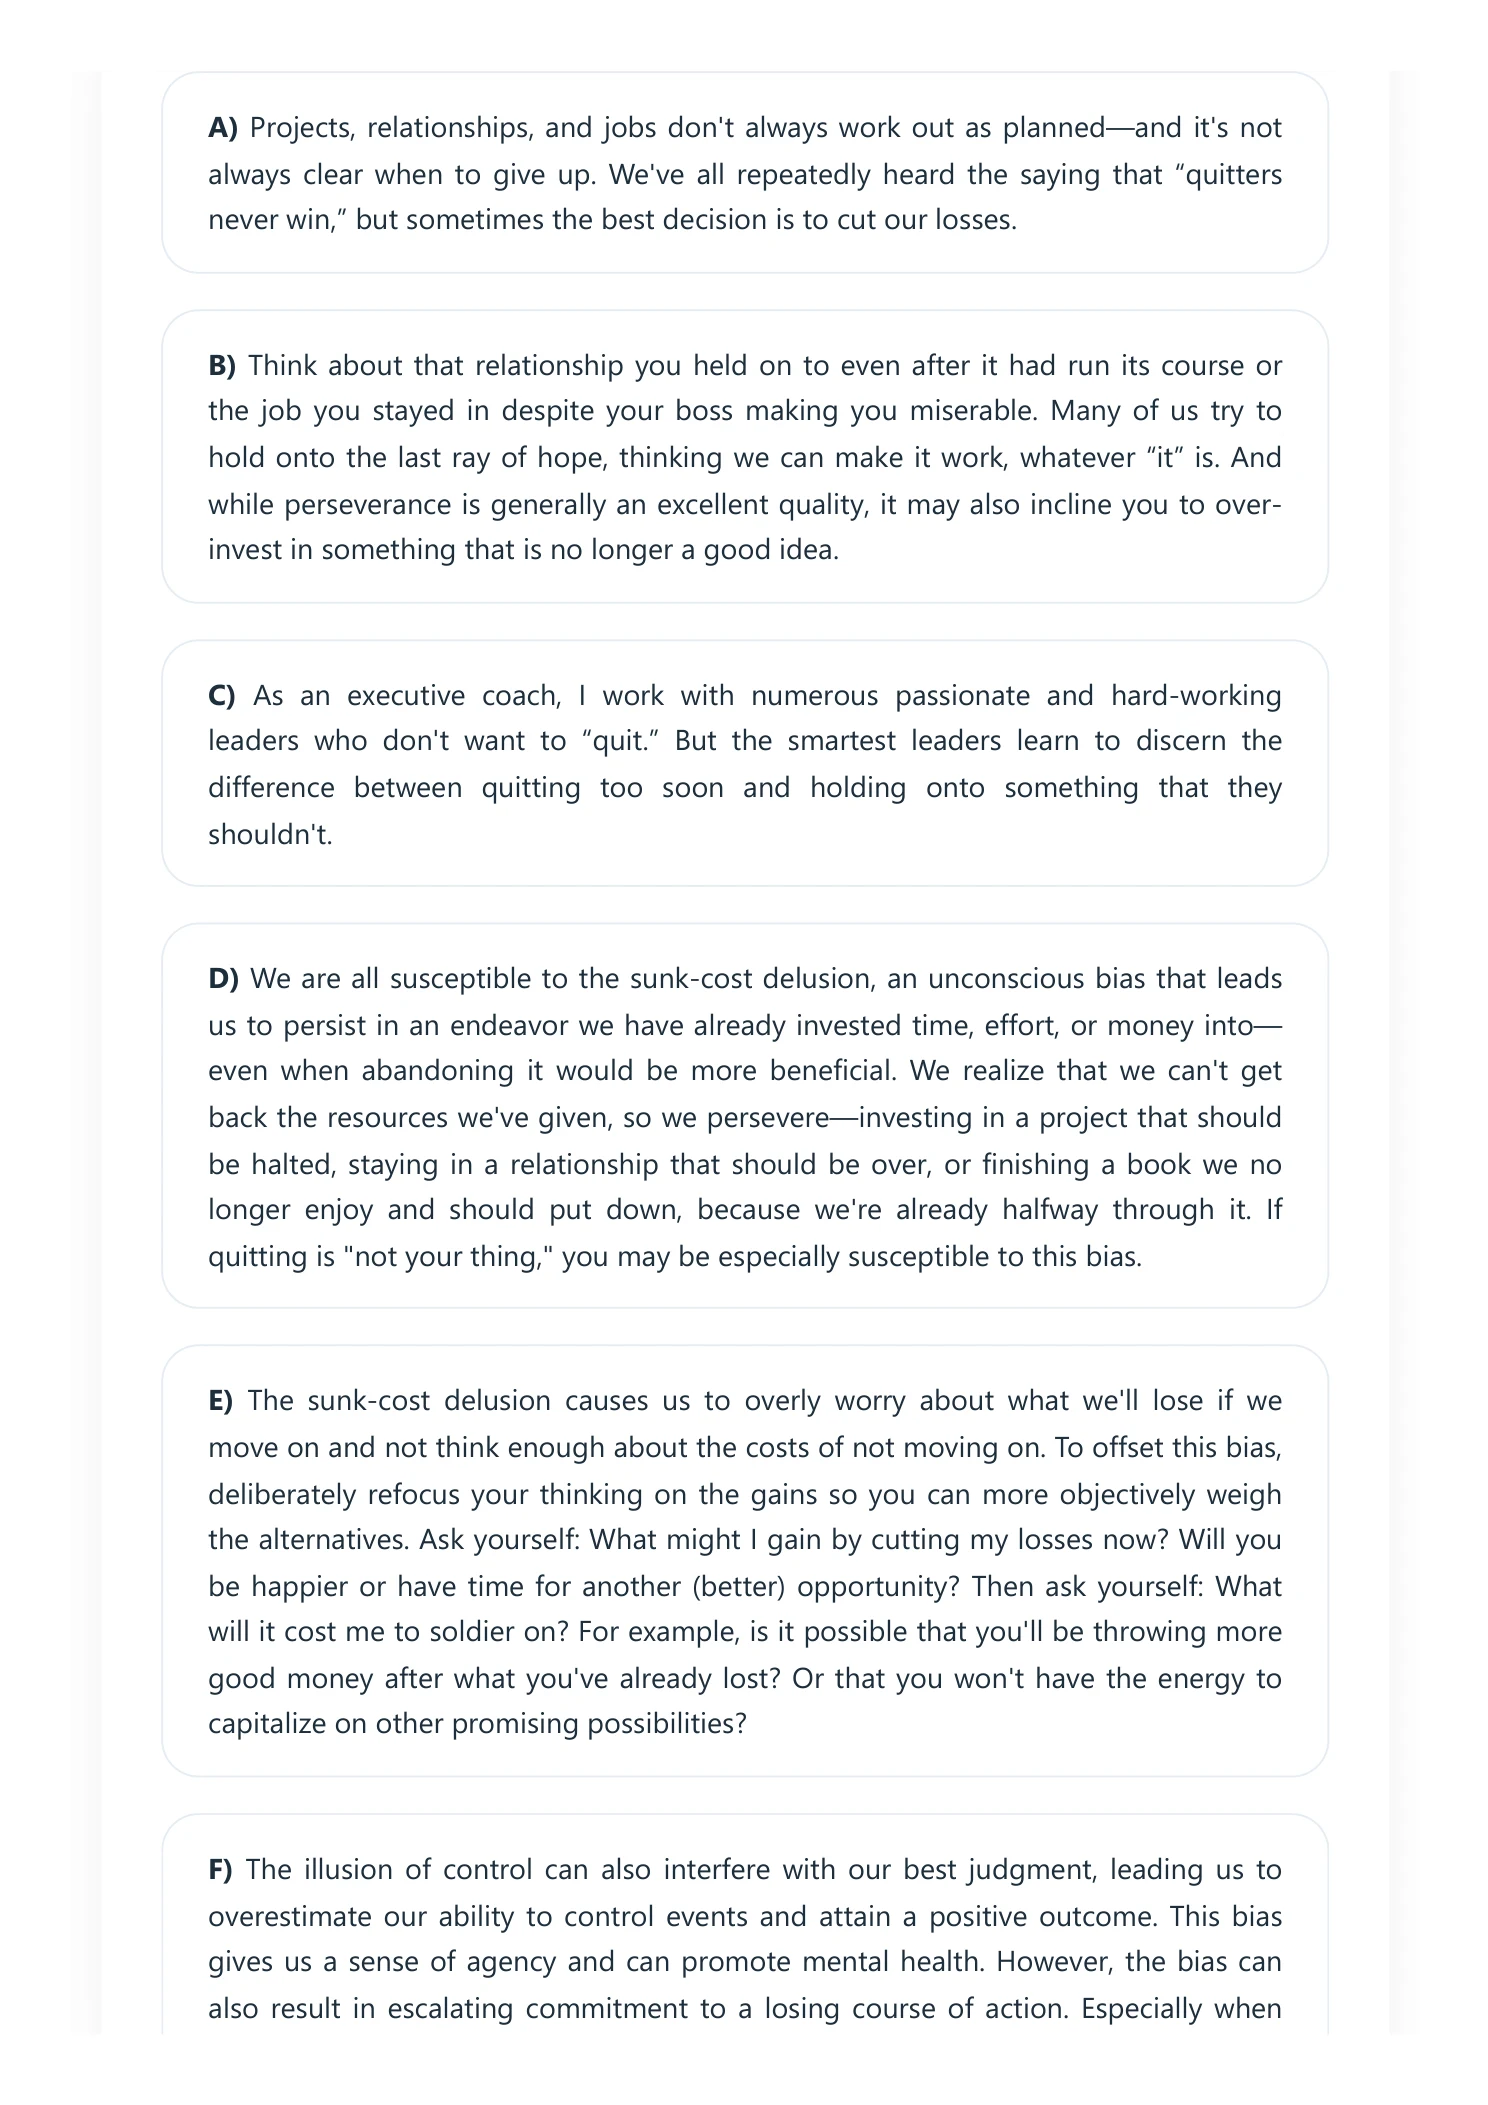 A) Projects, relationships, and jobs don't always work out as planned—and it's not
always clear when to give up. We've all repeatedly heard the saying that “quitters
never win,” but sometimes the best decision is to cut our losses.
B) Think about that relationship you held on to even after it had run its course or
the job you stayed in despite your boss making you miserable. Many of us try to
hold onto the last ray of hope, thinking we can make it work, whatever “it” is. And
while perseverance is generally an excellent quality, it may also incline you to over-
invest in something that is no longer a good idea.
C) As an executive coach, I work with numerous passionate and hard-working
leaders who don't want to “quit.” But the smartest leaders learn to discern the
difference between quitting too soon and holding onto something that they
shouldn't.
D) We are all susceptible to the sunk-cost delusion, an unconscious bias that leads
us to persist in an endeavor we have already invested time, effort, or money into—
even when abandoning it would be more beneficial. We realize that we can't get
back the resources we've given, so we persevere—investing in a project that should
be halted, staying in a relationship that should be over, or finishing a book we no
longer enjoy and should put down, because we're already halfway through it. If
quitting is "not your thing," you may be especially susceptible to this bias.
E) The sunk-cost delusion causes us to overly worry about what we'll lose if we
move on and not think enough about the costs of not moving on. To offset this bias,
deliberately refocus your thinking on the gains so you can more objectively weigh
the alternatives. Ask yourself: What might I gain by cutting my losses now? Will you
be happier or have time for another (better) opportunity? Then ask yourself: What
will it cost me to soldier on? For example, is it possible that you'll be throwing more
good money after what you've already lost? Or that you won't have the energy to
capitalize on other promising possibilities?
F) The illusion of control can also interfere with our best judgment, leading us to
overestimate our ability to control events and attain a positive outcome. This bias
gives us a sense of agency and can promote mental health. However, the bias can
also result in escalating commitment to a losing course of action. Especially when